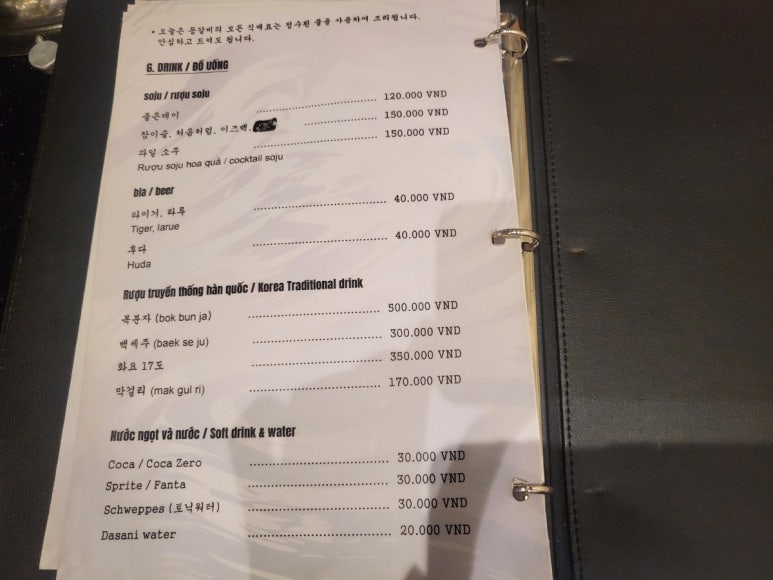 * 오늘은 등갈비의 모든 식재료는 정수된 물을 사용하며 조리됩니다.
안심하고 드셔도 됩니다.
6. DRINK / ĐỒ UỐNG
soju / rượu soju
좋은데이 120.000 VND
참이슬, 처음처럼, 이즈백, 150.000 VND
과일 소주 150.000 VND
Rượu soju hoa quả / cocktail soju
bla / beer
타이거, 라루 40.000 VND
Tiger, larue
후다 40.000 VND
Huda
Rượu truyền thống hàn quốc / Korea Traditional drink
복분자 (bok bun ja) 500.000 VND
백세주 (baek se ju) 300.000 VND
화요 17도 350.000 VND
막걸리 (mak gul ri) 170.000 VND
Nước ngọt và nước / Soft drink & water
Coca / Coca Zero 30.000 VND
Sprite / Fanta 30.000 VND
Schweppes (토닉워터) 30.000 VND
Dasani water 20.000 VND